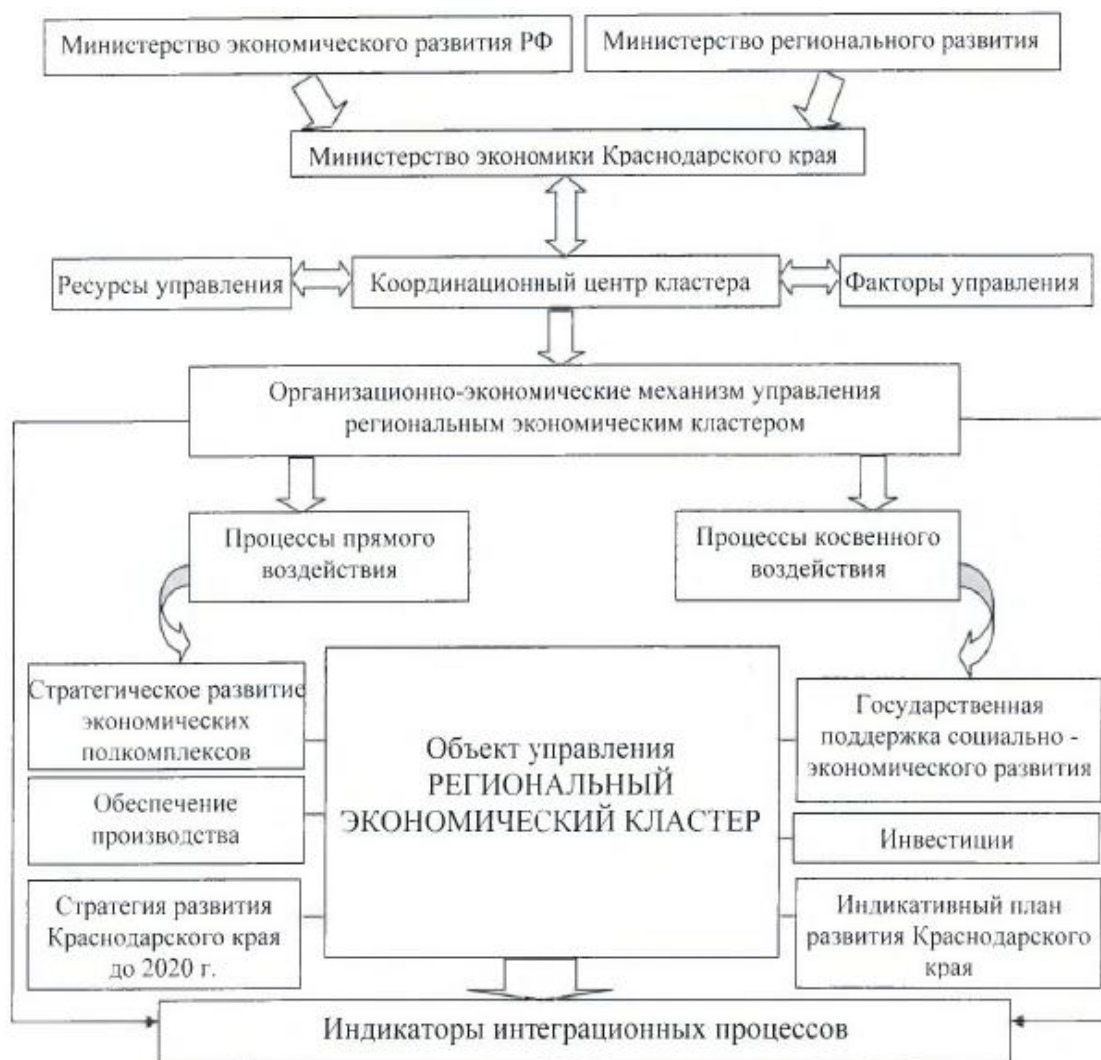 Министерство экономического развития РФ
Министерство регионального развития
Министерство экономики Краснодарского края
Ресурсы управления
Координационный центр кластера
Факторы управления
Организационно-экономические механизм управления
региональным экономическим кластером
Процессы прямого
воздействия
Процессы косвенного
воздействия
Стратегическое развитие
экономических
подкомплексов
Обеспечение
производства
Стратегия развития
Краснодарского края
до 2020 г.
Объект управления
РЕГИОНАЛЬНЫЙ
ЭКОНОМИЧЕСКИЙ КЛАСТЕР
Государственная
поддержка социально -
экономического развития
Инвестиции
Индикативный план
развития Краснодарского
края
Индикаторы интеграционных процессов